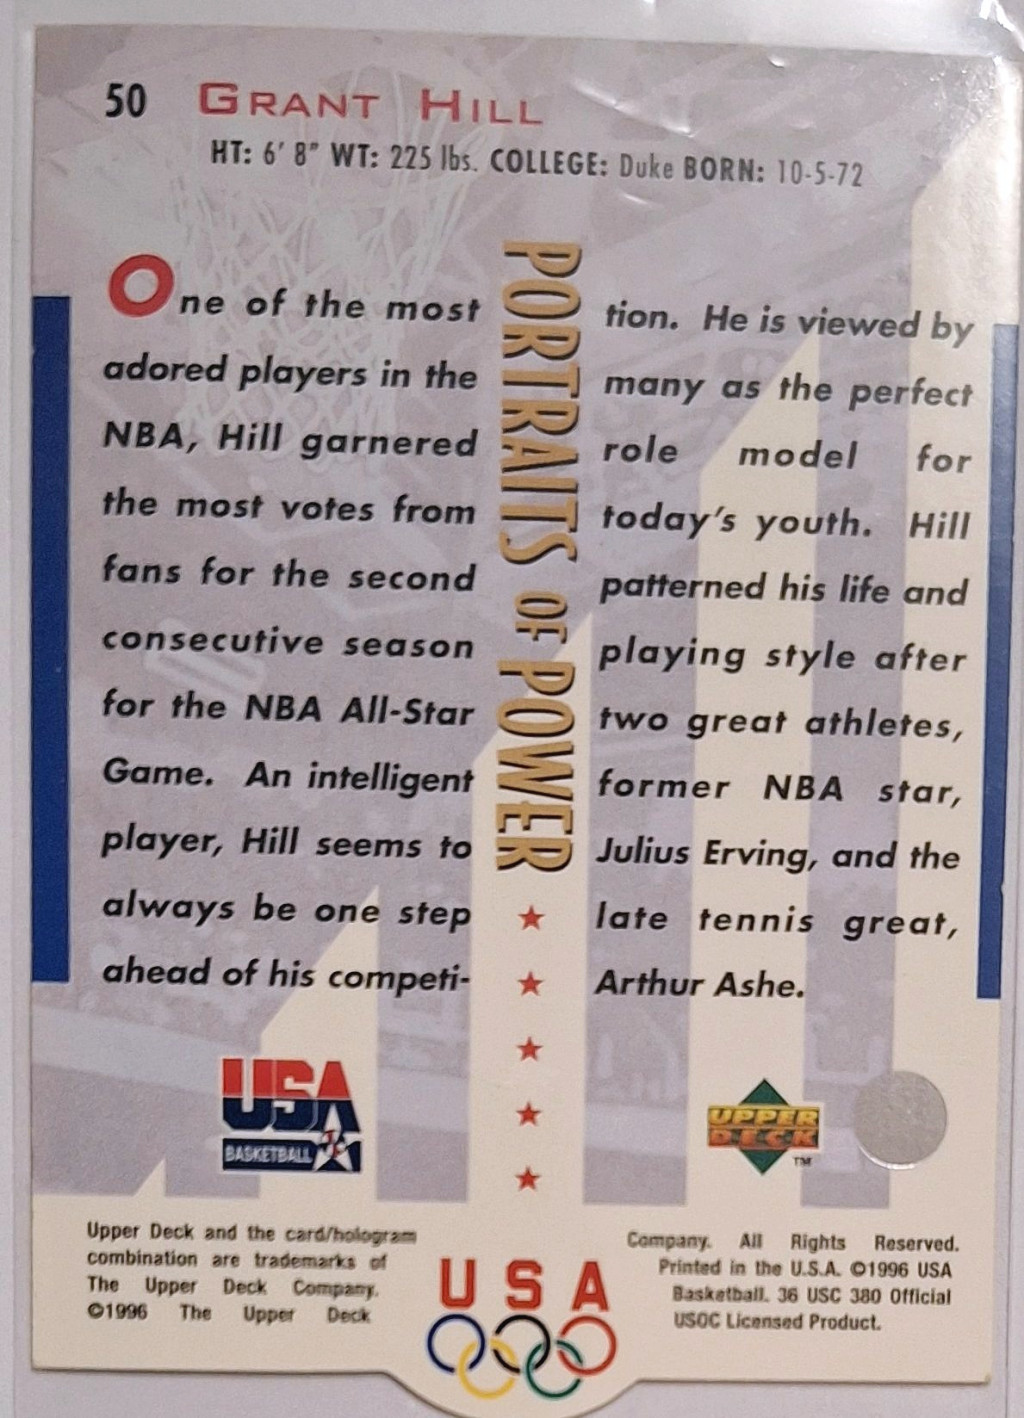 50 GRANT HILL
HT: 6' 8" WT: 225 lbs. COLLEGE: Duke BORN: 10-5-72
One of the most
adored players in the
NBA, Hill garnered
the most votes from
fans for the second
consecutive season
for the NBA All-Star
Game. An intelligent
player, Hill seems to
always be one step
ahead of his competi-
PORTRAITS OF POWER
tion. He is viewed by
many as the perfect
role model for
today's youth. Hill
patterned his life and
playing style after
two great athletes,
former NBA star,
Julius Erving, and the
late tennis great,
Arthur Ashe.
USA
BASKETBALL
UPPER
DECK
TM
Upper Deck and the card/hologram
combination are trademarks of
The Upper Deck Company.
©1996 The Upper Deck
Company. All Rights Reserved.
Printed in the U.S.A. ©1996 USA
Basketball. 36 USC 380 Official
USOC Licensed Product.
USA